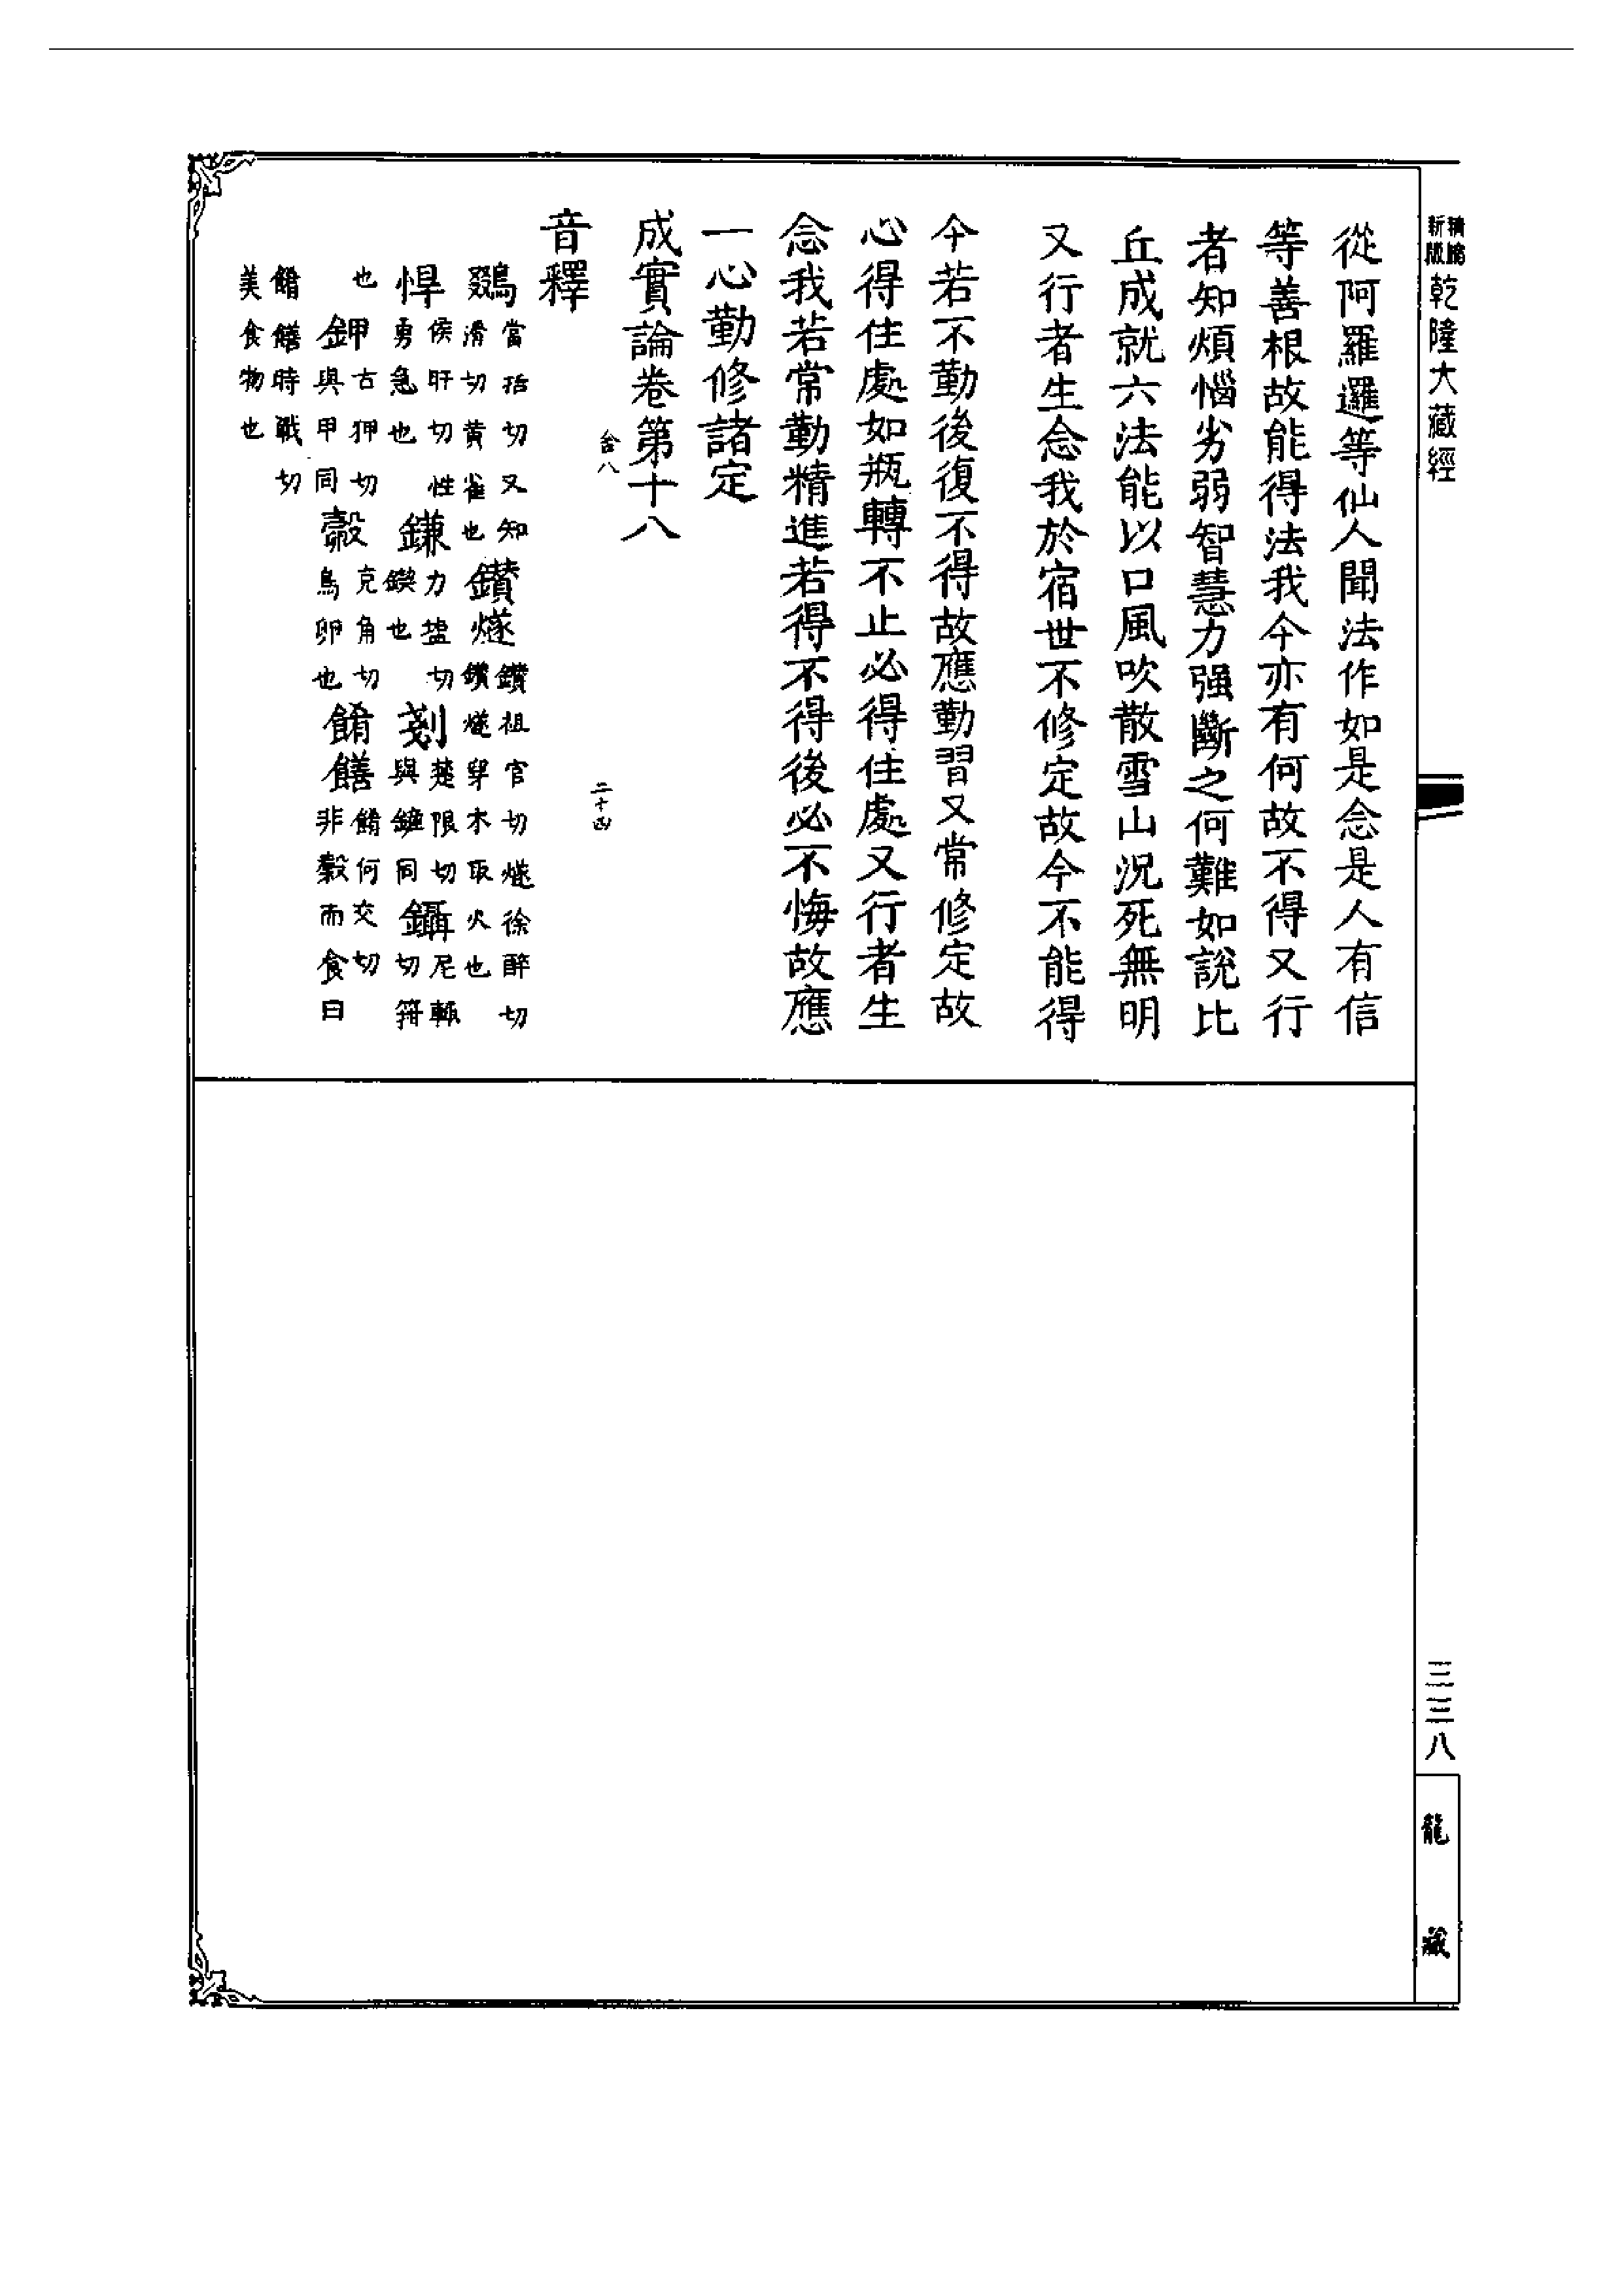 新版精縮乾隆大藏經
從阿羅邏等仙人聞法作如是念是人有信
等善根故能得法我今亦有何故不得又行
者知煩惱劣弱智慧力强斷之何難如說比
丘成就六法能以口風吹散雪山況死無明
又行者生念我於宿世不修定故今不能得
今若不勤後復不得故應勤習又常修定故
心得住處如瓶轉不止必得住處又行者生
念我若常勤精進若得不得後必不悔故應
一心勤修諸定
成實論卷第十八
舍八
二十四
音釋
鵽當括切又知滑切黃雀也鑽燧鑽祖官切燧徐醉切鑽燧穿木取火也
悍侯旰切性勇急也鎌力盐切鍥也剗楚限切與鏟同鑷尼輒切箝
也鉀古狎切與甲同㲉克角切鳥卵也餚饍餚何交切非穀而食曰
餚饍時戰切
美食物也
三三八
龍藏